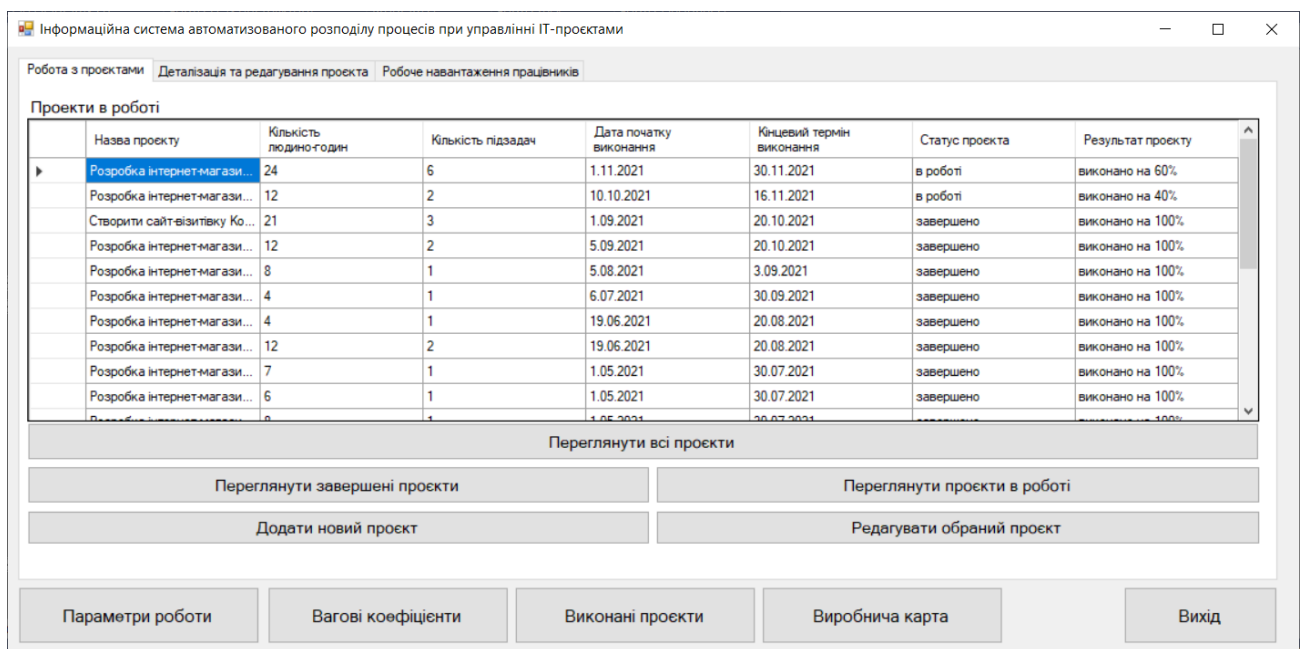 Інформаційна система автоматизованого розподілу процесів при управлінні ІТ-проєктами
Робота з проєктами Деталізація та редагування проєкта Робоче навантаження працівників
Проекти в роботі
Назва проєкту Кількість людино-годин Кількість підзадач Дата початку виконання Кінцевий термін виконання Статус проєкта Результат проєкту
Розробка інтернет-магази... 24 6 1.11.2021 30.11.2021 в роботі виконано на 60%
Розробка інтернет-магази... 12 2 10.10.2021 16.11.2021 в роботі виконано на 40%
Створити сайт-візитівку Ко... 21 3 1.09.2021 20.10.2021 завершено виконано на 100%
Розробка інтернет-магази... 12 2 5.09.2021 20.10.2021 завершено виконано на 100%
Розробка інтернет-магази... 8 1 5.08.2021 3.09.2021 завершено виконано на 100%
Розробка інтернет-магази... 4 1 6.07.2021 30.09.2021 завершено виконано на 100%
Розробка інтернет-магази... 4 1 19.06.2021 20.08.2021 завершено виконано на 100%
Розробка інтернет-магази... 12 2 19.06.2021 20.08.2021 завершено виконано на 100%
Розробка інтернет-магази... 7 1 1.05.2021 30.07.2021 завершено виконано на 100%
Розробка інтернет-магази... 6 1 1.05.2021 30.07.2021 завершено виконано на 100%
Переглянути всі проєкти
Переглянути завершені проєкти Переглянути проєкти в роботі
Додати новий проєкт Редагувати обраний проєкт
Параметри роботи Вагові коефіцієнти Виконані проєкти Виробнича карта Вихід